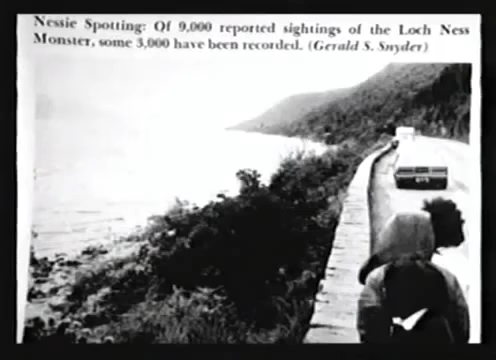 Nessie Spotting: Of 9,000 reported sightings of the Loch Ness
Monster, some 3,000 have been recorded. (Gerald S. Snyder)